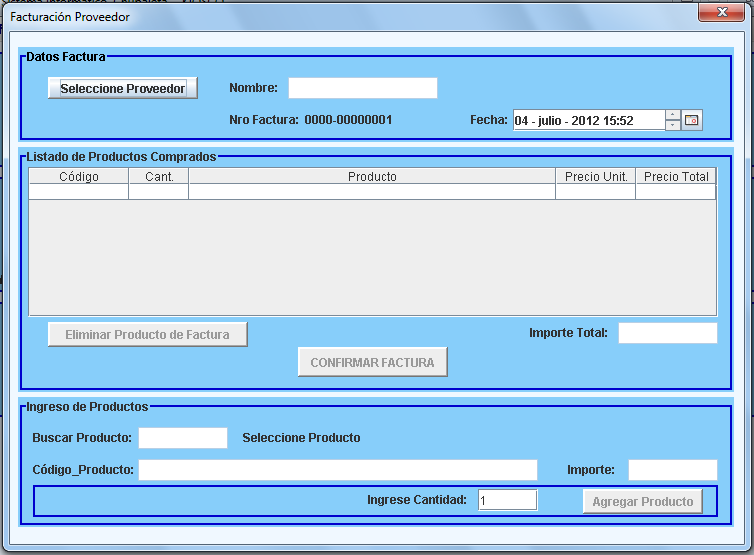 Facturación Proveedor
Datos Factura
Seleccione Proveedor Nombre:
Nro Factura: 0000-00000001 Fecha: 04 - julio - 2012 15:52
Listado de Productos Comprados
Código Cant. Producto Precio Unit. Precio Total
Eliminar Producto de Factura Importe Total:
CONFIRMAR FACTURA
Ingreso de Productos
Buscar Producto: Seleccione Producto
Código_Producto: Importe:
Ingrese Cantidad: 1 Agregar Producto